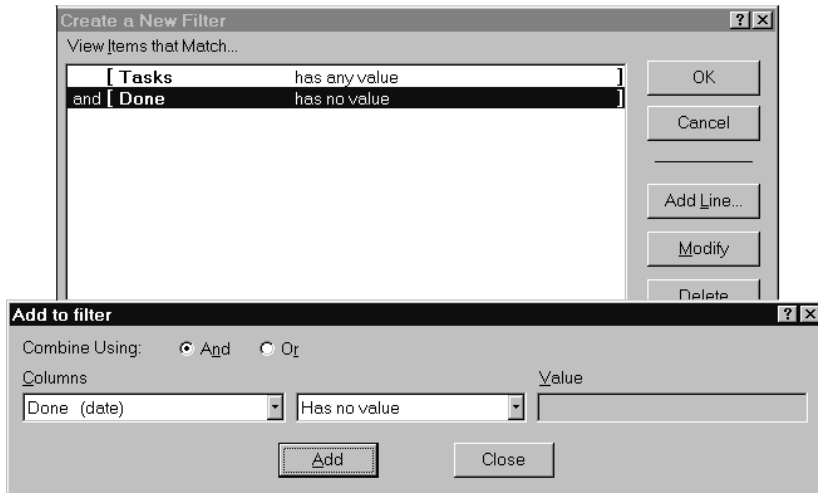 Create a New Filter
View Items that Match...
[ Tasks has any value ]
and [ Done has no value ]
OK
Cancel
Add Line...
Modify
Delete
Add to filter
Combine Using: And Or
Columns Value
Done (date) Has no value
Add Close